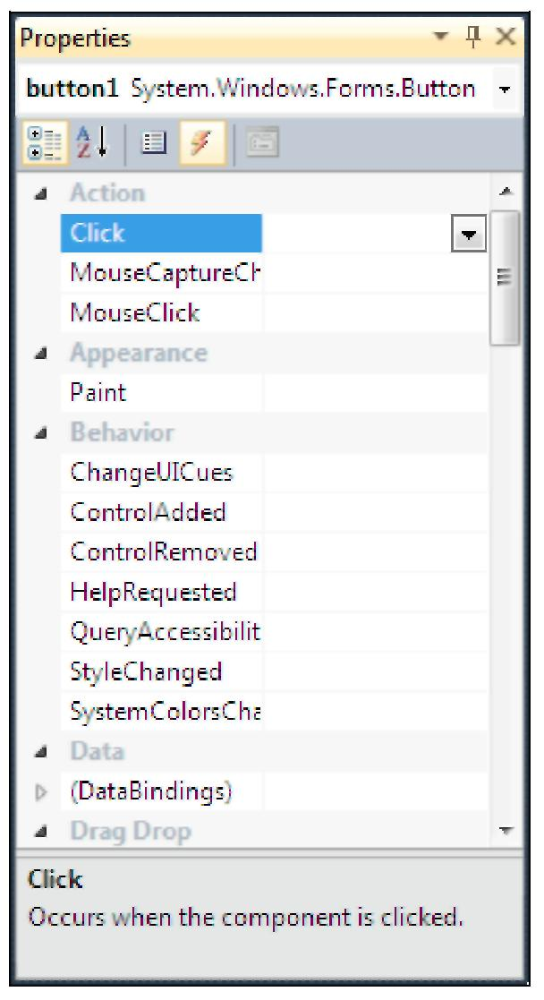 Properties
button1 System.Windows.Forms.Button
Action
Click
MouseCaptureCh
MouseClick
Appearance
Paint
Behavior
ChangeUICues
ControlAdded
ControlRemoved
HelpRequested
QueryAccessibilit
StyleChanged
SystemColorsCha
Data
(DataBindings)
Drag Drop
Click
Occurs when the component is clicked.